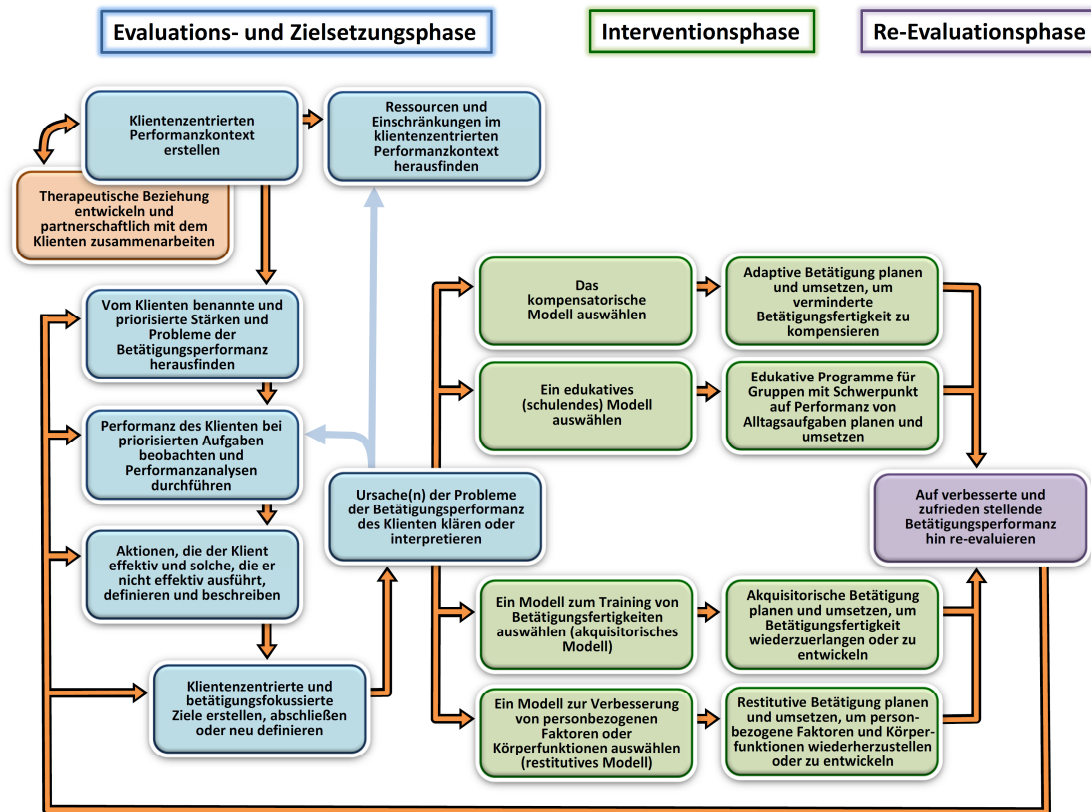 Evaluations- und Zielsetzungsphase
Interventionsphase
Re-Evaluationsphase
Klientenzentrierten
Performanzkontext
erstellen
Ressourcen und
Einschränkungen im
klientenzentrierten
Performanzkontext
herausfinden
Therapeutische Beziehung
entwickeln und
partnerschaftlich mit dem
Klienten zusammenarbeiten
Vom Klienten benannte und
priorisierte Stärken und
Probleme der
Betätigungsperformanz
herausfinden
Performanz des Klienten bei
priorisierten Aufgaben
beobachten und
Performanzanalysen
durchführen
Aktionen, die der Klient
effektiv und solche, die er
nicht effektiv ausführt,
definieren und beschreiben
Klientenzentrierte und
betätigungsfokussierte
Ziele erstellen, abschließen
oder neu definieren
Ursache(n) der Probleme
der Betätigungsperformanz
des Klienten klären oder
interpretieren
Das
kompensatorische
Modell auswählen
Adaptive Betätigung planen
und umsetzen, um
verminderte
Betätigungsfertigkeit zu
kompensieren
Ein edukatives
(schulendes) Modell
auswählen
Edukative Programme für
Gruppen mit Schwerpunkt
auf Performanz von
Alltagsaufgaben planen und
umsetzen
Ein Modell zum Training von
Betätigungsfertigkeiten
auswählen (akquisitorisches
Modell)
Akquisitorische Betätigung
planen und umsetzen, um
Betätigungsfertigkeit
wiederzuerlangen oder zu
entwickeln
Ein Modell zur Verbesserung
von personbezogenen
Faktoren oder
Körperfunktionen auswählen
(restitutives Modell)
Restitutive Betätigung planen
und umsetzen, um person-
bezogene Faktoren und Körper-
funktionen wiederherzustellen
oder zu entwickeln
Auf verbesserte und
zufrieden stellende
Betätigungsperformanz
hin re-evaluieren